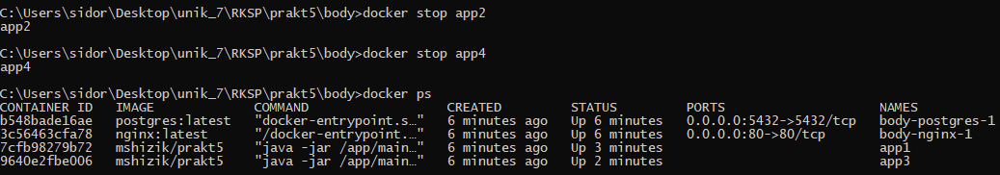 C:\Users\sidor\Desktop\unik_7\RKSP\prakt5\body>docker stop app2
app2
C:\Users\sidor\Desktop\unik_7\RKSP\prakt5\body>docker stop app4
app4
C:\Users\sidor\Desktop\unik_7\RKSP\prakt5\body>docker ps
CONTAINER ID   IMAGE             COMMAND                  CREATED         STATUS         PORTS                    NAMES
b548bade16ae   postgres:latest   "docker-entrypoint.s…"   6 minutes ago   Up 6 minutes   0.0.0.0:5432->5432/tcp   body-postgres-1
3c56463cfa78   nginx:latest      "/docker-entrypoint.…"   6 minutes ago   Up 6 minutes   0.0.0.0:80->80/tcp       body-nginx-1
7cfb98279b72   mshizik/prakt5    "java -jar /app/main…"   6 minutes ago   Up 3 minutes                            app1
9640e2fbe006   mshizik/prakt5    "java -jar /app/main…"   6 minutes ago   Up 2 minutes                            app3